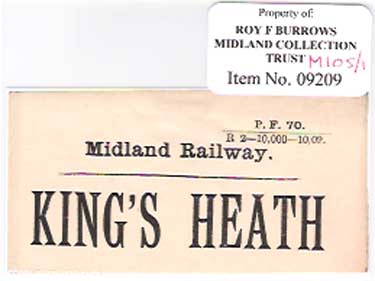 Property of:
ROY F BURROWS
MIDLAND COLLECTION
TRUST M105/1
Item No. 09209
P. F. 70.
R 2—10,000—10,09.
Midland Railway.
KING'S HEATH